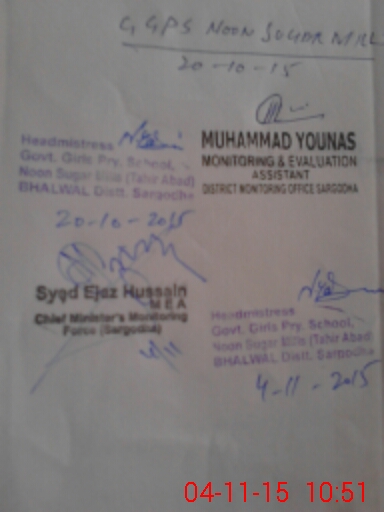 GGPS NOON SUGAR MILL
20-10-15
Headmistress
Govt. Girls Pry. School,
Noon Sugar Mills (Tahir Abad)
BHALWAL Distt. Sargodha
20-10-2015
MUHAMMAD YOUNAS
MONITORING & EVALUATION
ASSISTANT
DISTRICT MONITORING OFFICE SARGODHA
Syed Ejaz Hussain
M E A
Chief Minister's Monitoring
Force (Sargodha)
4/11
Headmistress
Govt. Girls Pry. School,
Noon Sugar Mills (Tahir Abad)
BHALWAL Distt. Sargodha
4-11-2015
04-11-15 10:51